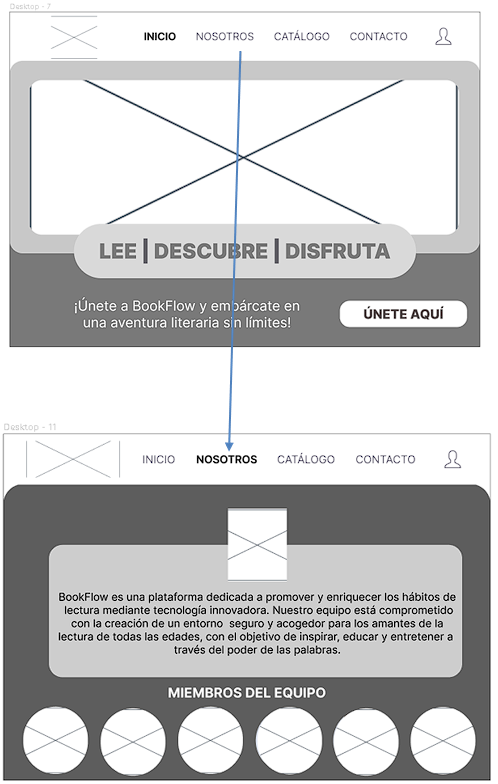 Desktop - 7
INICIO NOSOTROS CATÁLOGO CONTACTO
LEE | DESCUBRE | DISFRUTA
¡Únete a BookFlow y embárcate en
una aventura literaria sin límites!
ÚNETE AQUÍ
Desktop - 11
INICIO NOSOTROS CATÁLOGO CONTACTO
BookFlow es una plataforma dedicada a promover y enriquecer los hábitos de
lectura mediante tecnología innovadora. Nuestro equipo está comprometido
con la creación de un entorno seguro y acogedor para los amantes de la
lectura de todas las edades, con el objetivo de inspirar, educar y entretener a
través del poder de las palabras.
MIEMBROS DEL EQUIPO